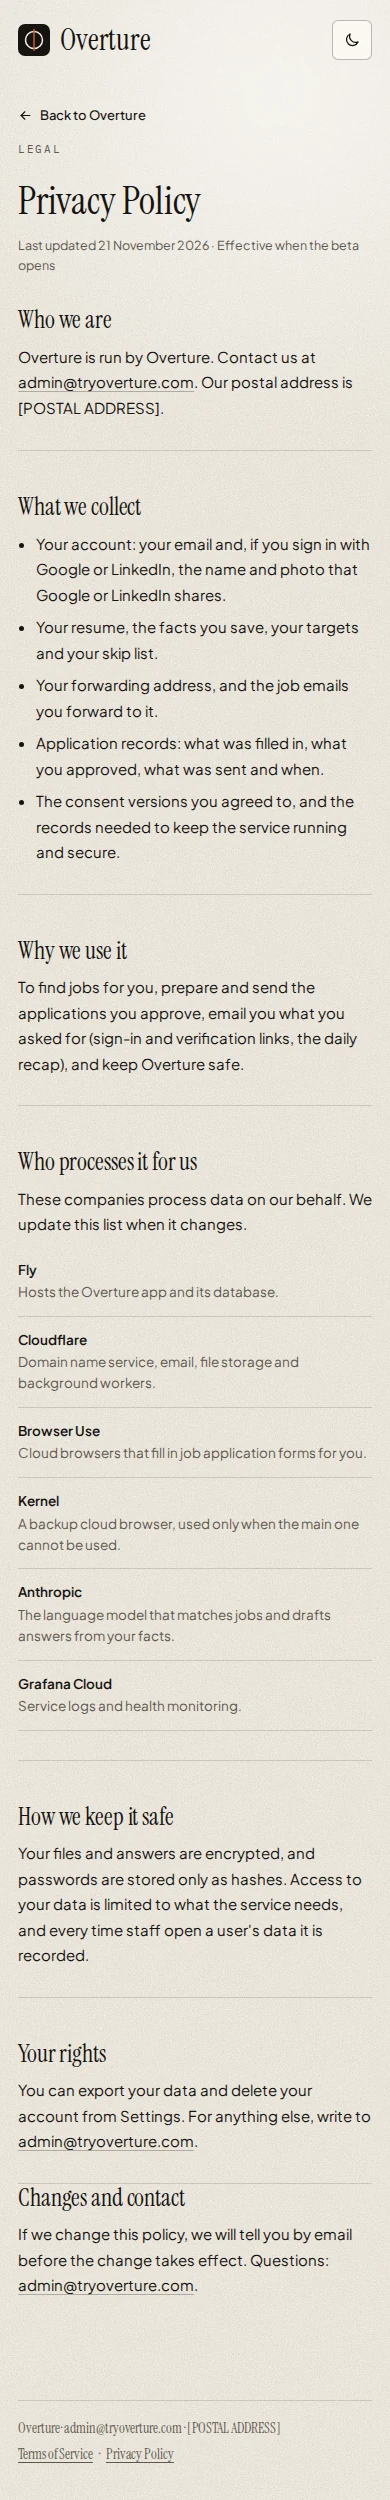 Overture
← Back to Overture
LEGAL
Privacy Policy
Last updated 21 November 2026 · Effective when the beta
opens
Who we are
Overture is run by Overture. Contact us at
admin@tryoverture.com. Our postal address is
[POSTAL ADDRESS].
What we collect
• Your account: your email and, if you sign in with
Google or LinkedIn, the name and photo that
Google or LinkedIn shares.
• Your resume, the facts you save, your targets
and your skip list.
• Your forwarding address, and the job emails
you forward to it.
• Application records: what was filled in, what
you approved, what was sent and when.
• The consent versions you agreed to, and the
records needed to keep the service running
and secure.
Why we use it
To find jobs for you, prepare and send the
applications you approve, email you what you
asked for (sign-in and verification links, the daily
recap), and keep Overture safe.
Who processes it for us
These companies process data on our behalf. We
update this list when it changes.
Fly
Hosts the Overture app and its database.
Cloudflare
Domain name service, email, file storage and
background workers.
Browser Use
Cloud browsers that fill in job application forms for you.
Kernel
A backup cloud browser, used only when the main one
cannot be used.
Anthropic
The language model that matches jobs and drafts
answers from your facts.
Grafana Cloud
Service logs and health monitoring.
How we keep it safe
Your files and answers are encrypted, and
passwords are stored only as hashes. Access to
your data is limited to what the service needs,
and every time staff open a user's data it is
recorded.
Your rights
You can export your data and delete your
account from Settings. For anything else, write to
admin@tryoverture.com.
Changes and contact
If we change this policy, we will tell you by email
before the change takes effect. Questions:
admin@tryoverture.com.
Overture · admin@tryoverture.com · [POSTAL ADDRESS]
Terms of Service · Privacy Policy